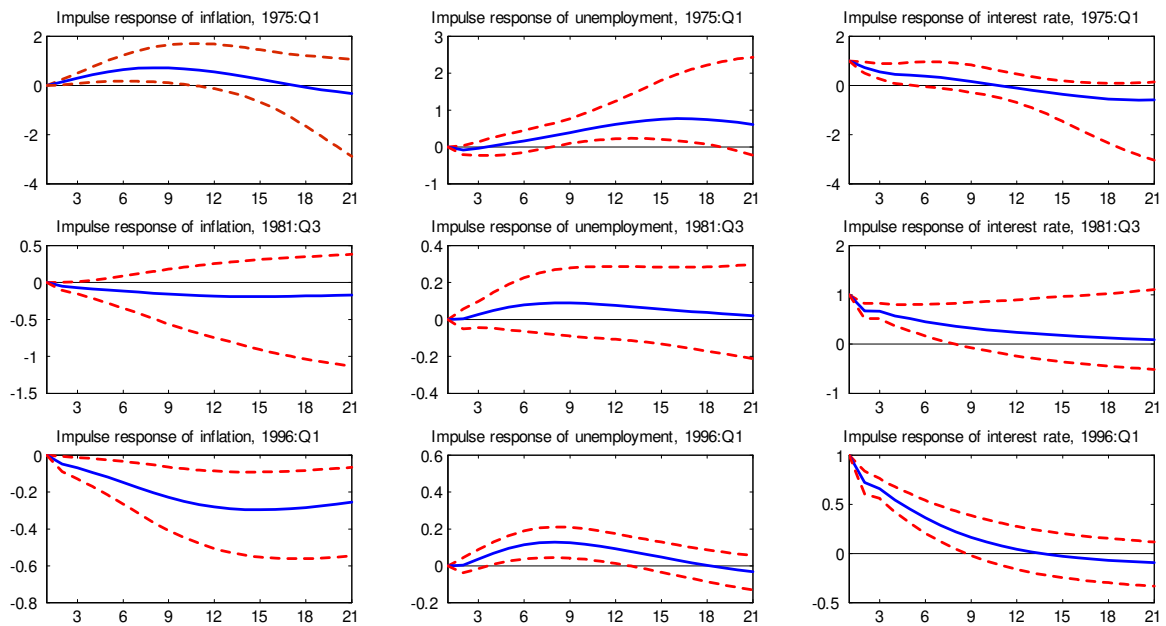 Impulse response of inflation, 1975:Q1
2
0
-2
-4
3 6 9 12 15 18 21
Impulse response of unemployment, 1975:Q1
3
2
1
0
-1
3 6 9 12 15 18 21
Impulse response of interest rate, 1975:Q1
2
0
-2
-4
3 6 9 12 15 18 21
Impulse response of inflation, 1981:Q3
0.5
0
-0.5
-1
-1.5
3 6 9 12 15 18 21
Impulse response of unemployment, 1981:Q3
0.4
0.2
0
-0.2
-0.4
3 6 9 12 15 18 21
Impulse response of interest rate, 1981:Q3
2
1
0
-1
3 6 9 12 15 18 21
Impulse response of inflation, 1996:Q1
0
-0.2
-0.4
-0.6
-0.8
3 6 9 12 15 18 21
Impulse response of unemployment, 1996:Q1
0.6
0.4
0.2
0
-0.2
3 6 9 12 15 18 21
Impulse response of interest rate, 1996:Q1
1
0.5
0
-0.5
3 6 9 12 15 18 21